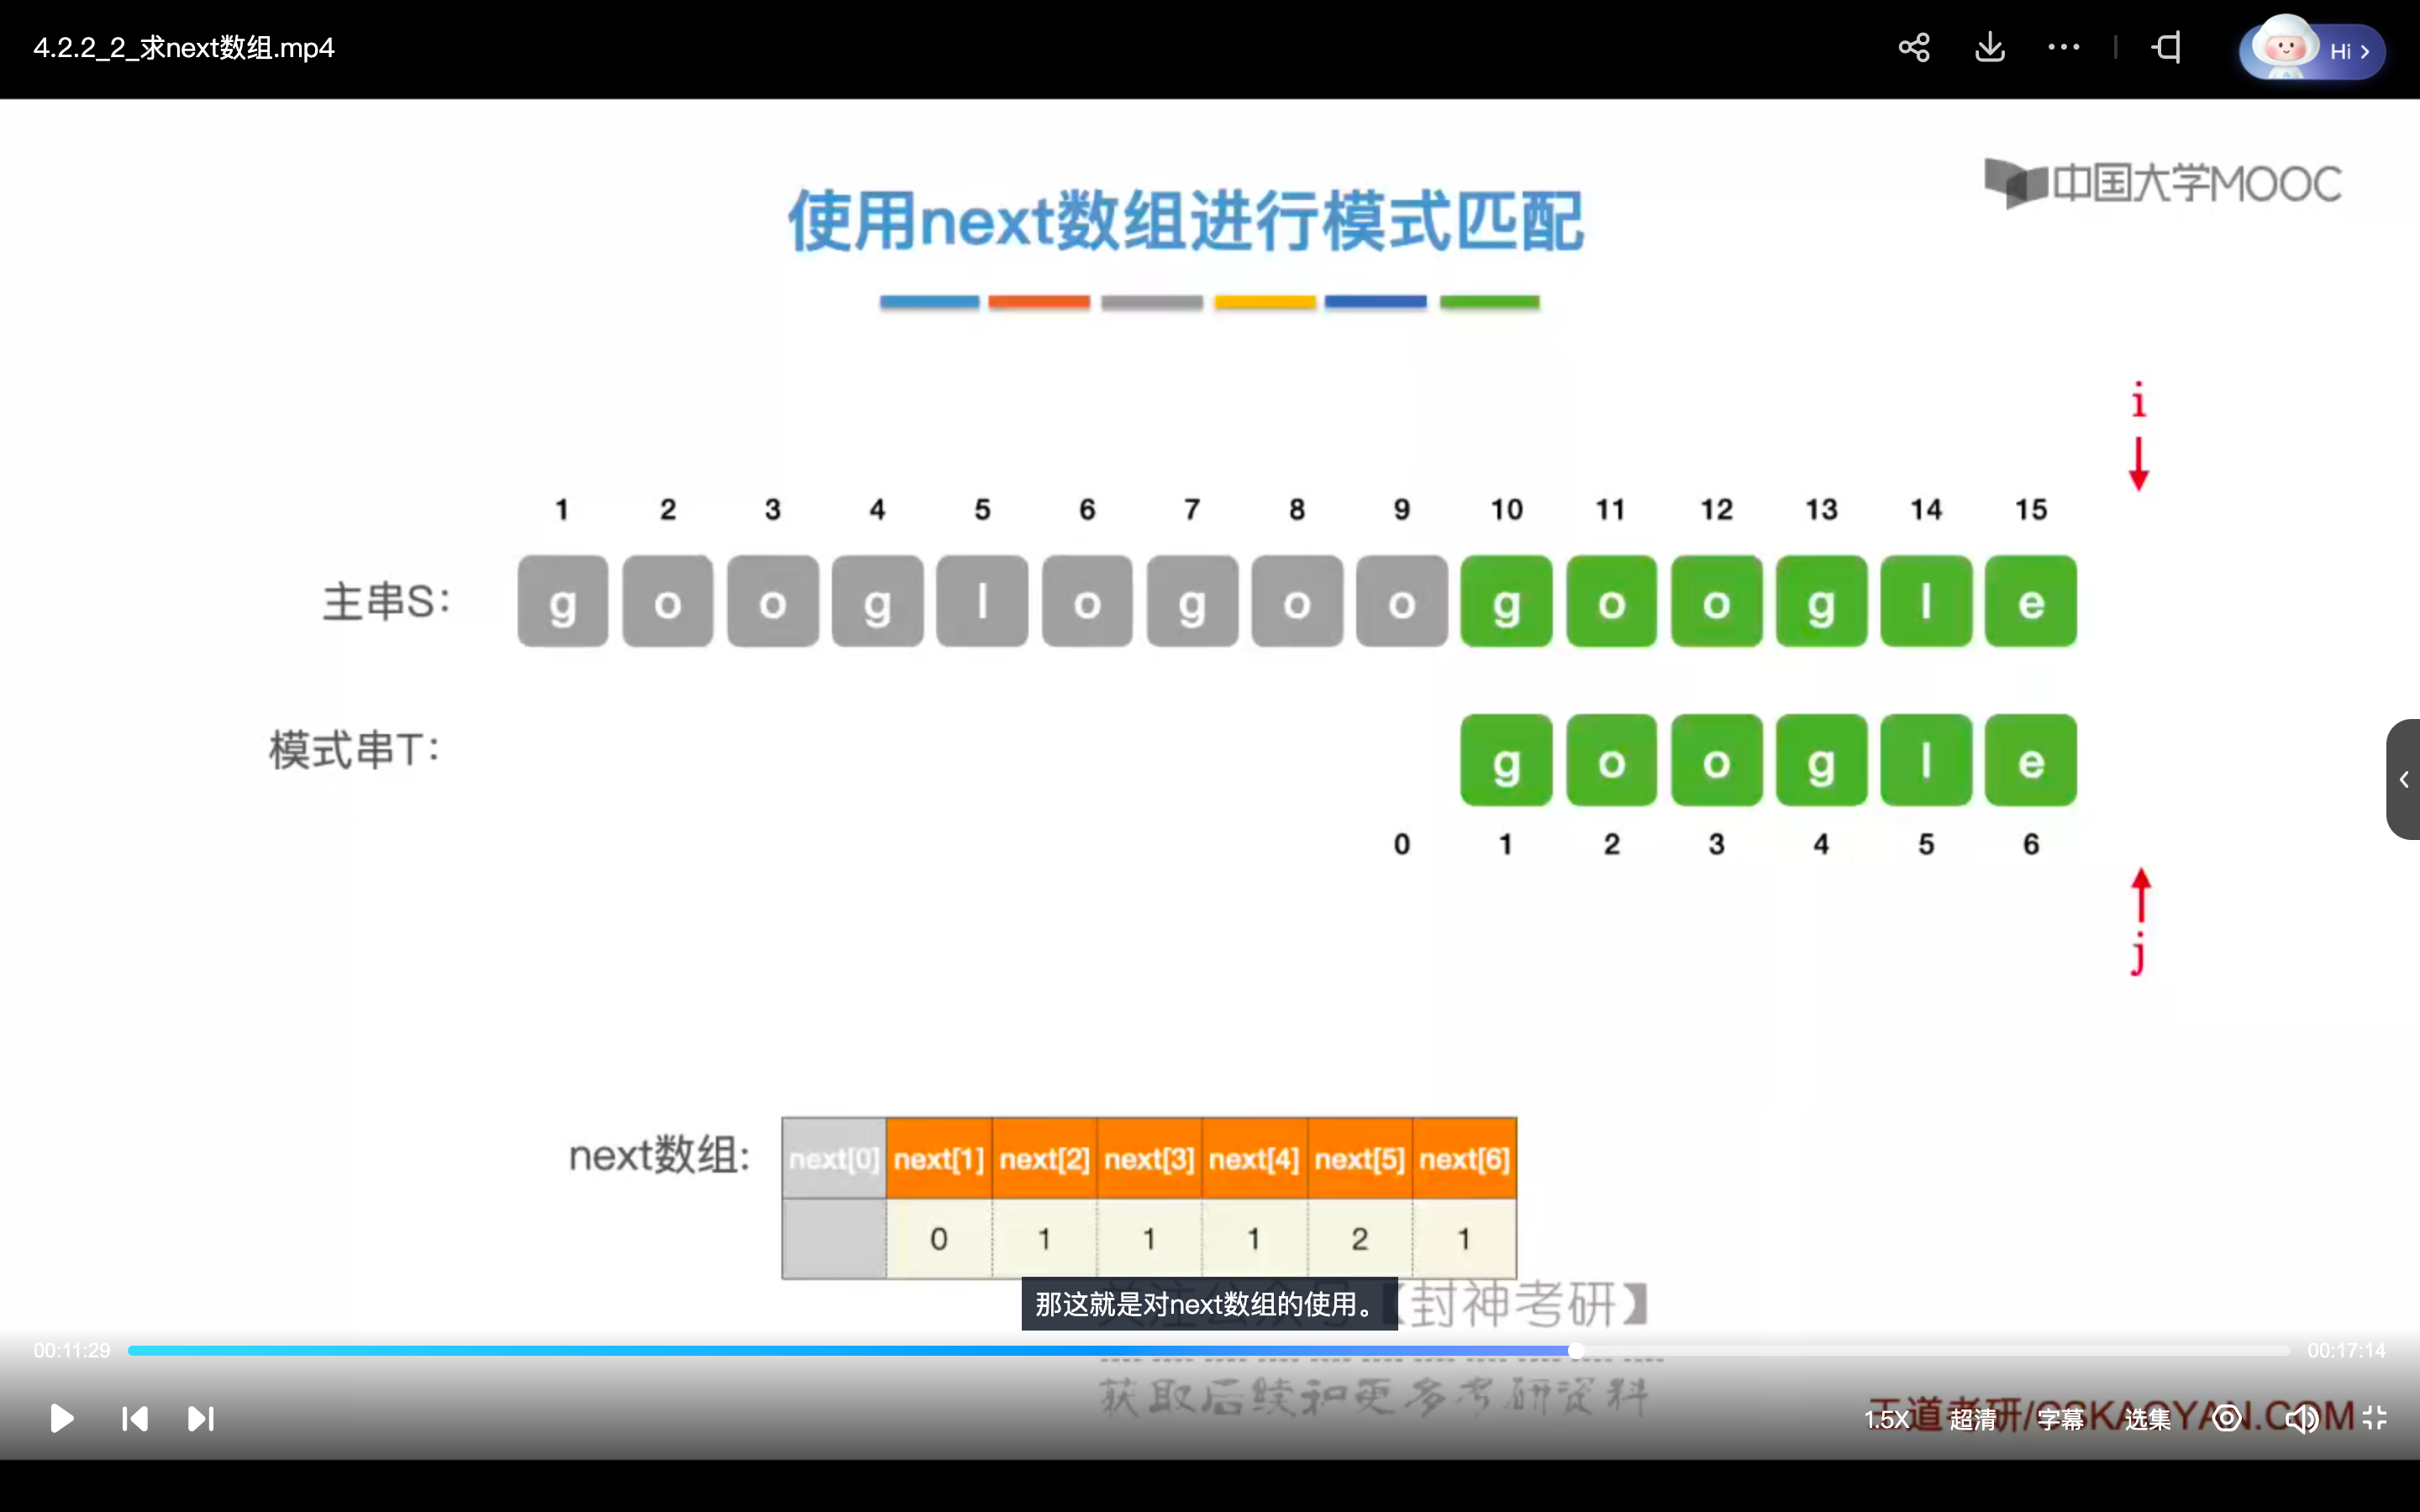 4.2.2_2_求next数组.mp4
Hi
中国大学MOOC
使用next数组进行模式匹配
i
1 2 3 4 5 6 7 8 9 10 11 12 13 14 15
主串S: g o o g l o g o o g o o g l e
模式串T: g o o g l e
0 1 2 3 4 5 6
j
next数组: next[0] next[1] next[2] next[3] next[4] next[5] next[6]
0 1 1 1 2 1
那这就是对next数组的使用。
【封神考研】
00:11:29 00:17:14
获取后续和更多考研资料
王道考研/CSKAOYAN.COM
1.5X 超清 字幕 选集